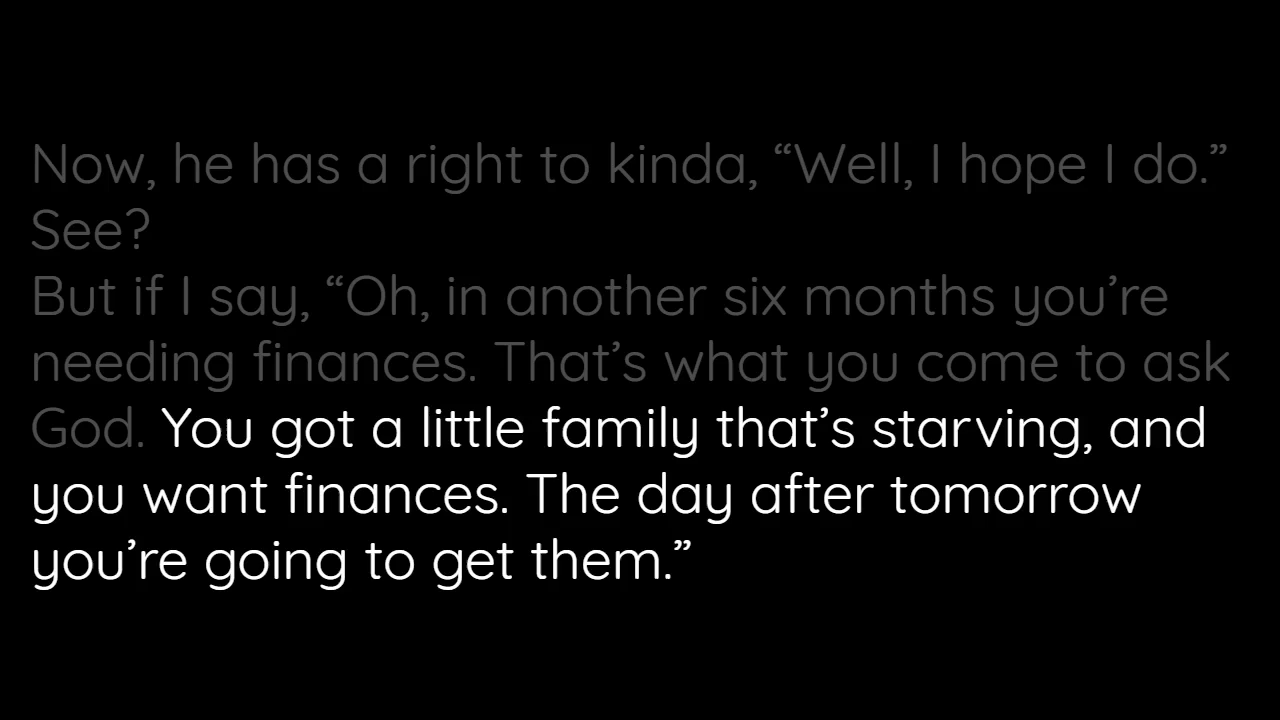 Now, he has a right to kinda, “Well, I hope I do.”
See?
But if I say, “Oh, in another six months you’re
needing finances. That’s what you come to ask
God. You got a little family that’s starving, and
you want finances. The day after tomorrow
you’re going to get them.”